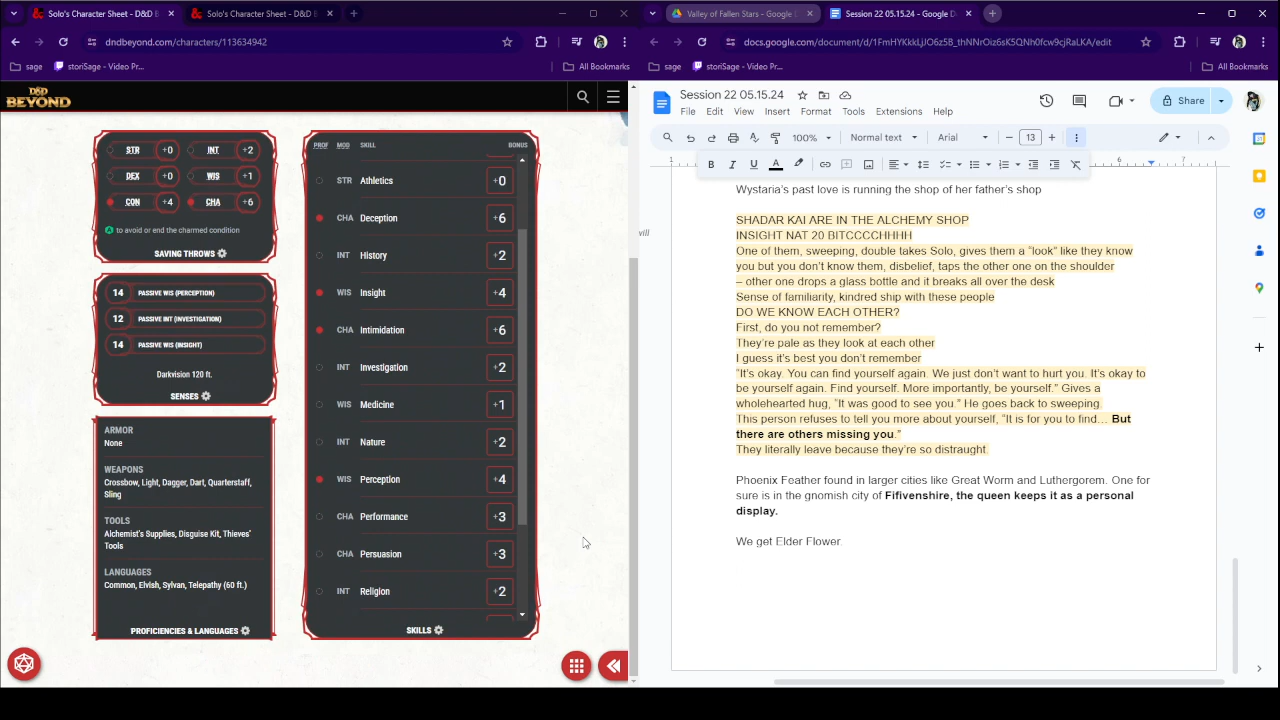 Solo's Character Sheet - D&D B
Solo's Character Sheet - D&D B
dndbeyond.com/characters/113634942
sage
storiSage - Video Pr...
All Bookmarks
D&D
BEYOND
STR
+0
INT
+2
DEX
+0
WIS
+1
CON
+4
CHA
+6
A
to avoid or end the charmed condition
SAVING THROWS
14
PASSIVE WIS (PERCEPTION)
12
PASSIVE INT (INVESTIGATION)
14
PASSIVE WIS (INSIGHT)
Darkvision 120 ft.
SENSES
ARMOR
None
WEAPONS
Crossbow, Light, Dagger, Dart, Quarterstaff,
Sling
TOOLS
Alchemist's Supplies, Disguise Kit, Thieves'
Tools
LANGUAGES
Common, Elvish, Sylvan, Telepathy (60 ft.)
PROFICIENCIES & LANGUAGES
PROF
MOD
SKILL
BONUS
STR
Athletics
+0
CHA
Deception
+6
INT
History
+2
WIS
Insight
+4
CHA
Intimidation
+6
INT
Investigation
+2
WIS
Medicine
+1
INT
Nature
+2
WIS
Perception
+4
CHA
Performance
+3
CHA
Persuasion
+3
INT
Religion
+2
SKILLS
Valley of Fallen Stars - Google D
Session 22 05.15.24 - Google D
docs.google.com/document/d/1FmHYKkkLjJO6z5B_thNNrOiz6sK5QNh0fcw9cjRaLKA/edit
sage
storiSage - Video Pr...
All Bookmarks
Session 22 05.15.24
File
Edit
View
Insert
Format
Tools
Extensions
Help
Share
100%
Normal text
Arial
13
B
I
U
A
1
6
7
will
Wystaria's past love is running the shop of her father's shop
SHADAR KAI ARE IN THE ALCHEMY SHOP
INSIGHT NAT 20 BITCCCCHHHH
One of them, sweeping, double takes Solo, gives them a "look" like they know
you but you don't know them, disbelief, taps the other one on the shoulder
– other one drops a glass bottle and it breaks all over the desk
Sense of familiarity, kindred ship with these people
DO WE KNOW EACH OTHER?
First, do you not remember?
They're pale as they look at each other
I guess it's best you don't remember
"It's okay. You can find yourself again. We just don't want to hurt you. It's okay to
be yourself again. Find yourself. More importantly, be yourself." Gives a
wholehearted hug, "It was good to see you." He goes back to sweeping.
This person refuses to tell you more about yourself, "It is for you to find... But
there are others missing you."
They literally leave because they're so distraught.
Phoenix Feather found in larger cities like Great Worm and Luthergorem. One for
sure is in the gnomish city of Fifivenshire, the queen keeps it as a personal
display.
We get Elder Flower.